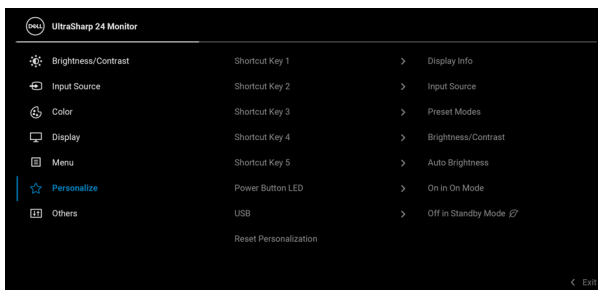 DELL UltraSharp 24 Monitor
Brightness/Contrast Shortcut Key 1 > Display Info
Input Source Shortcut Key 2 > Input Source
Color Shortcut Key 3 > Preset Modes
Display Shortcut Key 4 > Brightness/Contrast
Menu Shortcut Key 5 > Auto Brightness
Personalize Power Button LED > On in On Mode
Others USB > Off in Standby Mode
Reset Personalization
< Exit